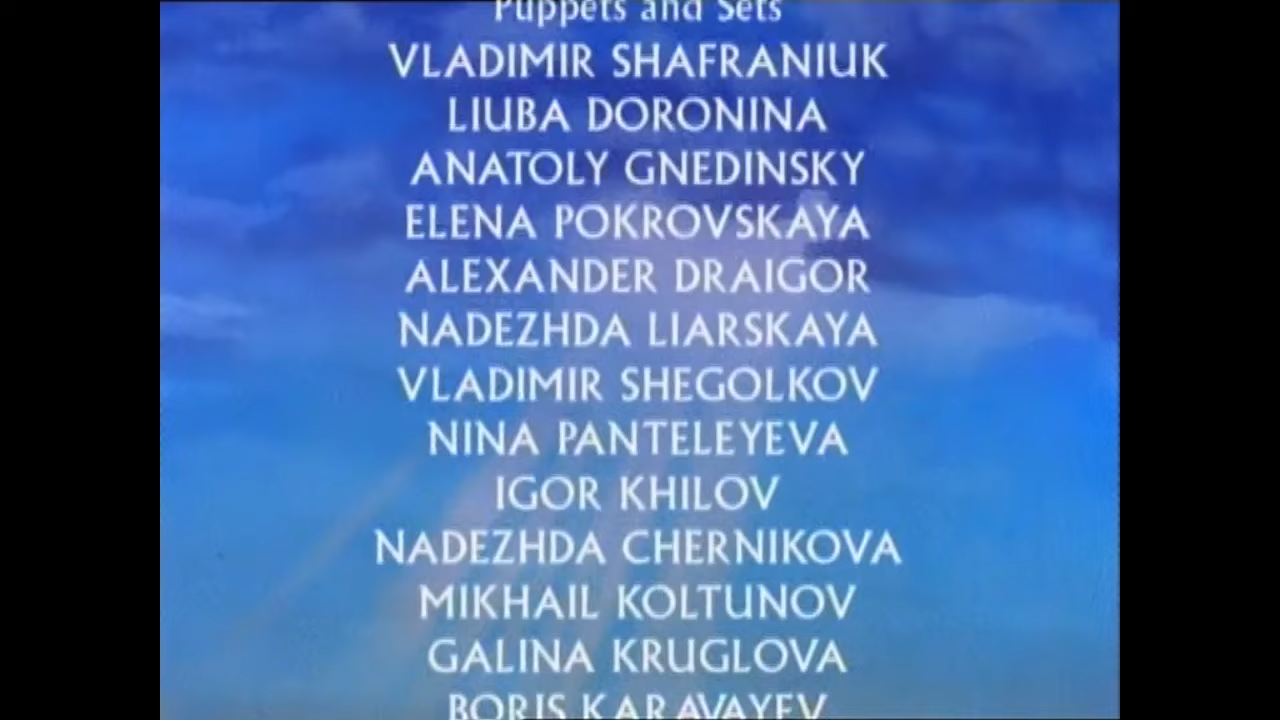 Puppets and Sets
VLADIMIR SHAFRANIUK
LIUBA DORONINA
ANATOLY GNEDINSKY
ELENA POKROVSKAYA
ALEXANDER DRAIGOR
NADEZHDA LIARSKAYA
VLADIMIR SHEGOLKOV
NINA PANTELEYEVA
IGOR KHILOV
NADEZHDA CHERNIKOVA
MIKHAIL KOLTUNOV
GALINA KRUGLOVA
BORIS KARAVAYEV